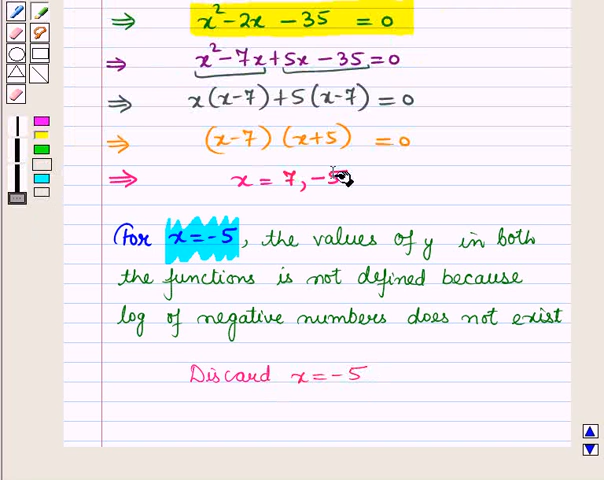 ⇒ x² - 2x - 35 = 0
⇒ x² - 7x + 5x - 35 = 0
⇒ x(x-7) + 5(x-7) = 0
⇒ (x-7) (x+5) = 0
⇒ x = 7, -5
For x = -5, the values of y in both
the functions is not defined because
log of negative numbers does not exist
Discard x = -5